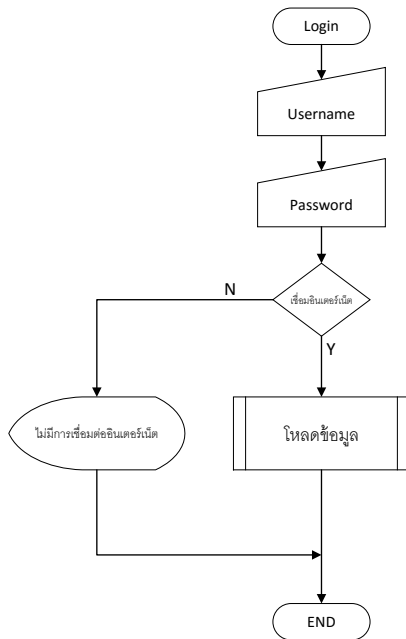 Login
Username
Password
เชื่อมอินเตอร์เน็ต
N
Y
ไม่มีการเชื่อมต่ออินเตอร์เน็ต
โหลดข้อมูล
END